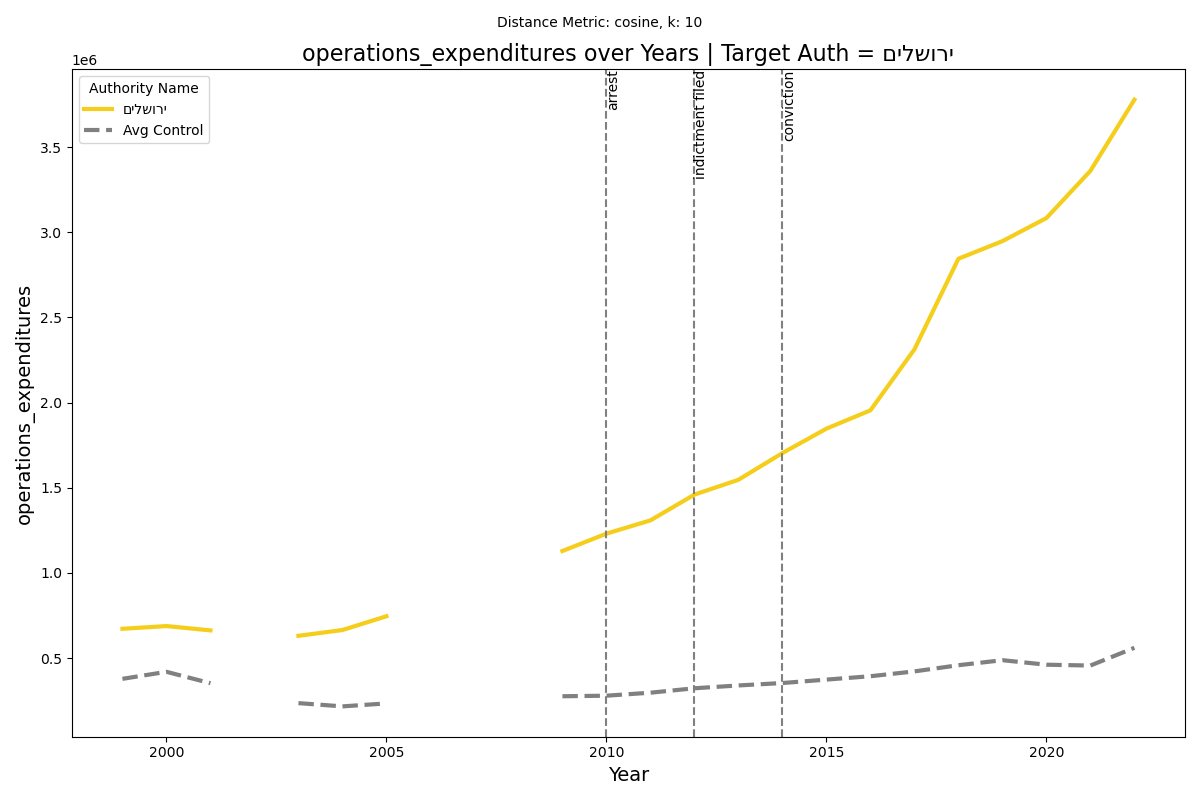 Distance Metric: cosine, k: 10
operations_expenditures over Years | Target Auth = ירושלים
1e6
Authority Name
ירושלים
Avg Control
arrest
indictment filed
conviction
3.5
3.0
2.5
2.0
1.5
1.0
0.5
operations_expenditures
2000
2005
2010
2015
2020
Year